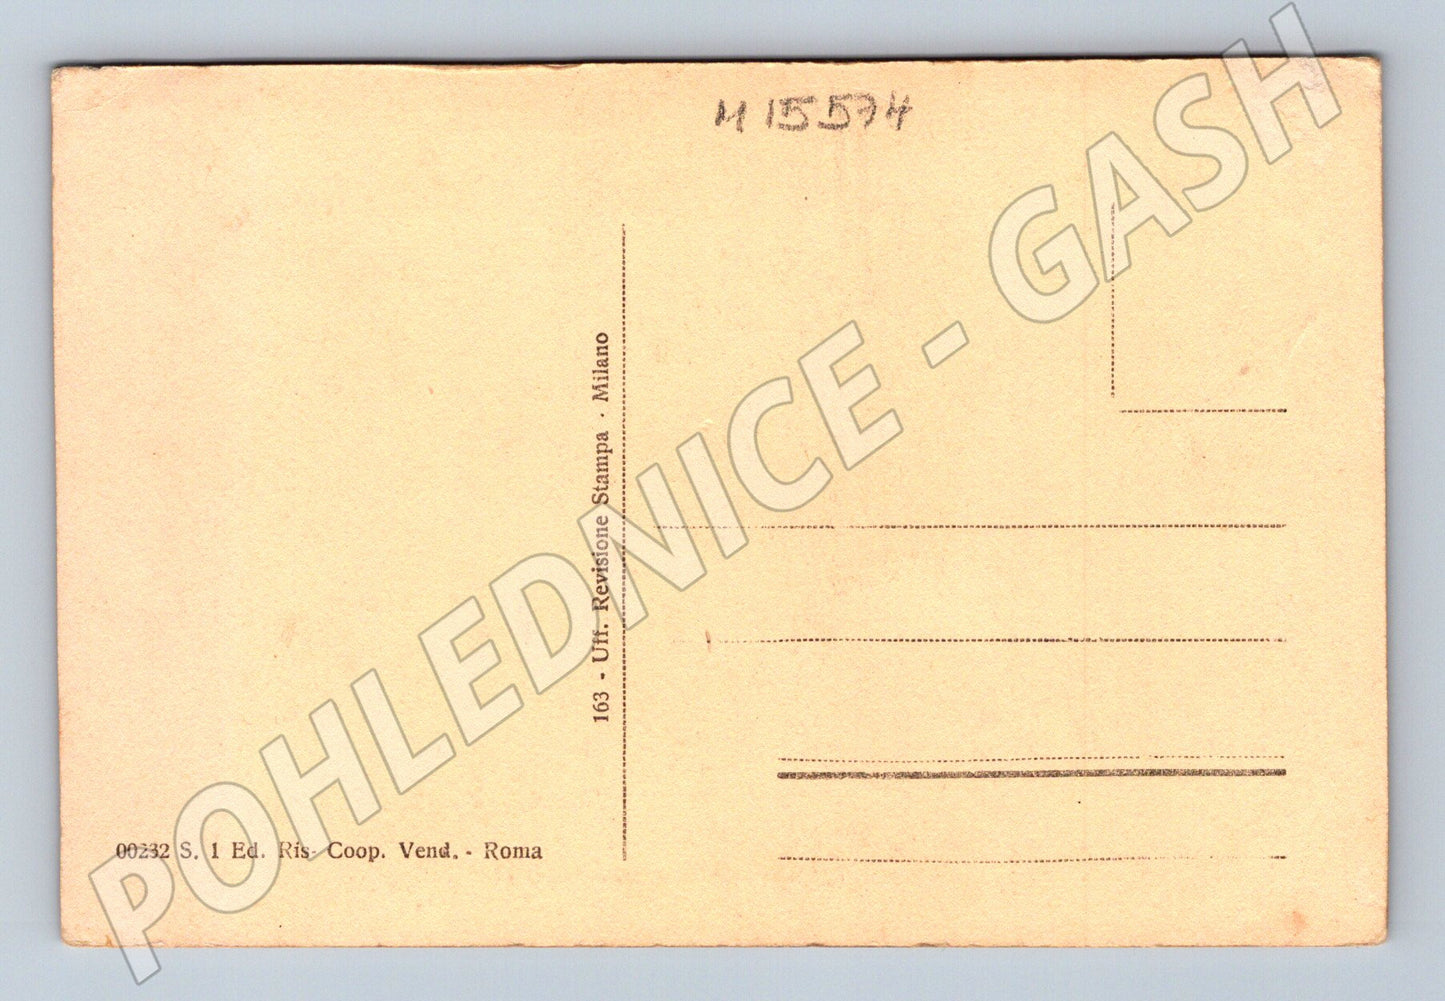 M 15574
163 - Uff. Revisione Stampa · Milano
00232 S. 1 Ed. Ris- Coop. Vend. - Roma
POHLEDNICE - GASH